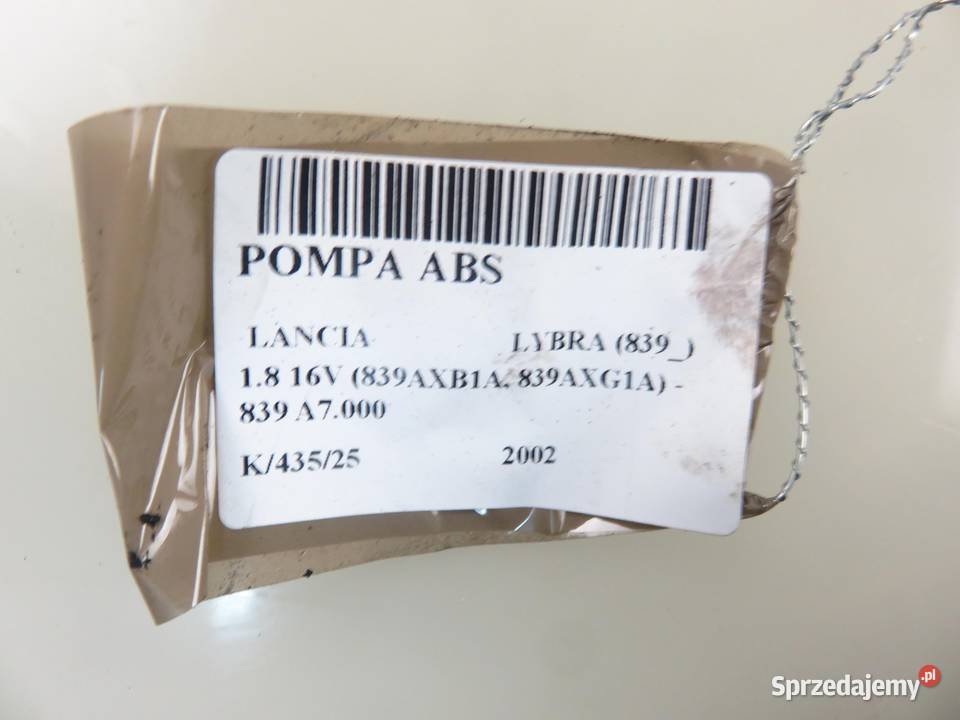 POMPA ABS
LANCIA LYBRA (839_)
1.8 16V (839AXB1A, 839AXG1A) -
839 A7.000
K/435/25 2002
Sprzedajemy.pl